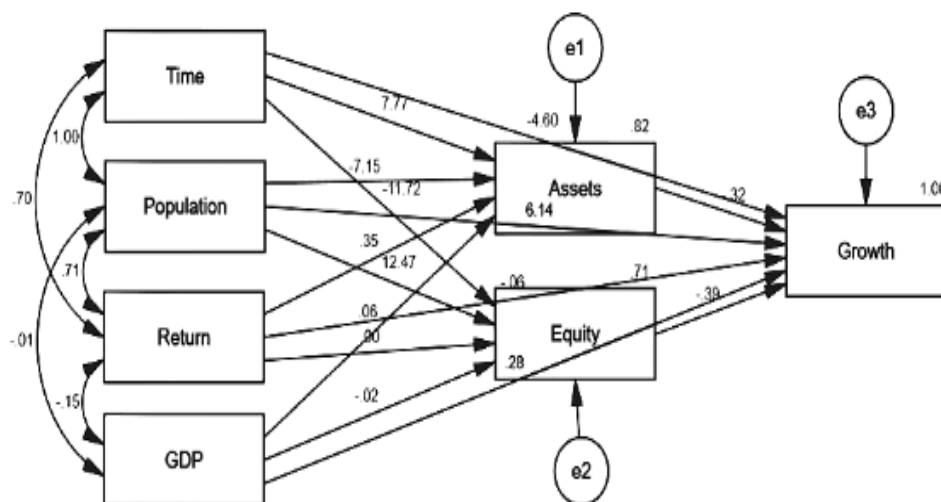 e1
Time
7.77
-4.60
.82
e3
1.00
-7.15
Assets
1.00
.70
Population
-11.72
6.14
.32
Growth
.35
12.47
.71
.71
-.06
-.39
Return
.06
Equity
-.01
.00
.28
-.02
-.15
GDP
e2